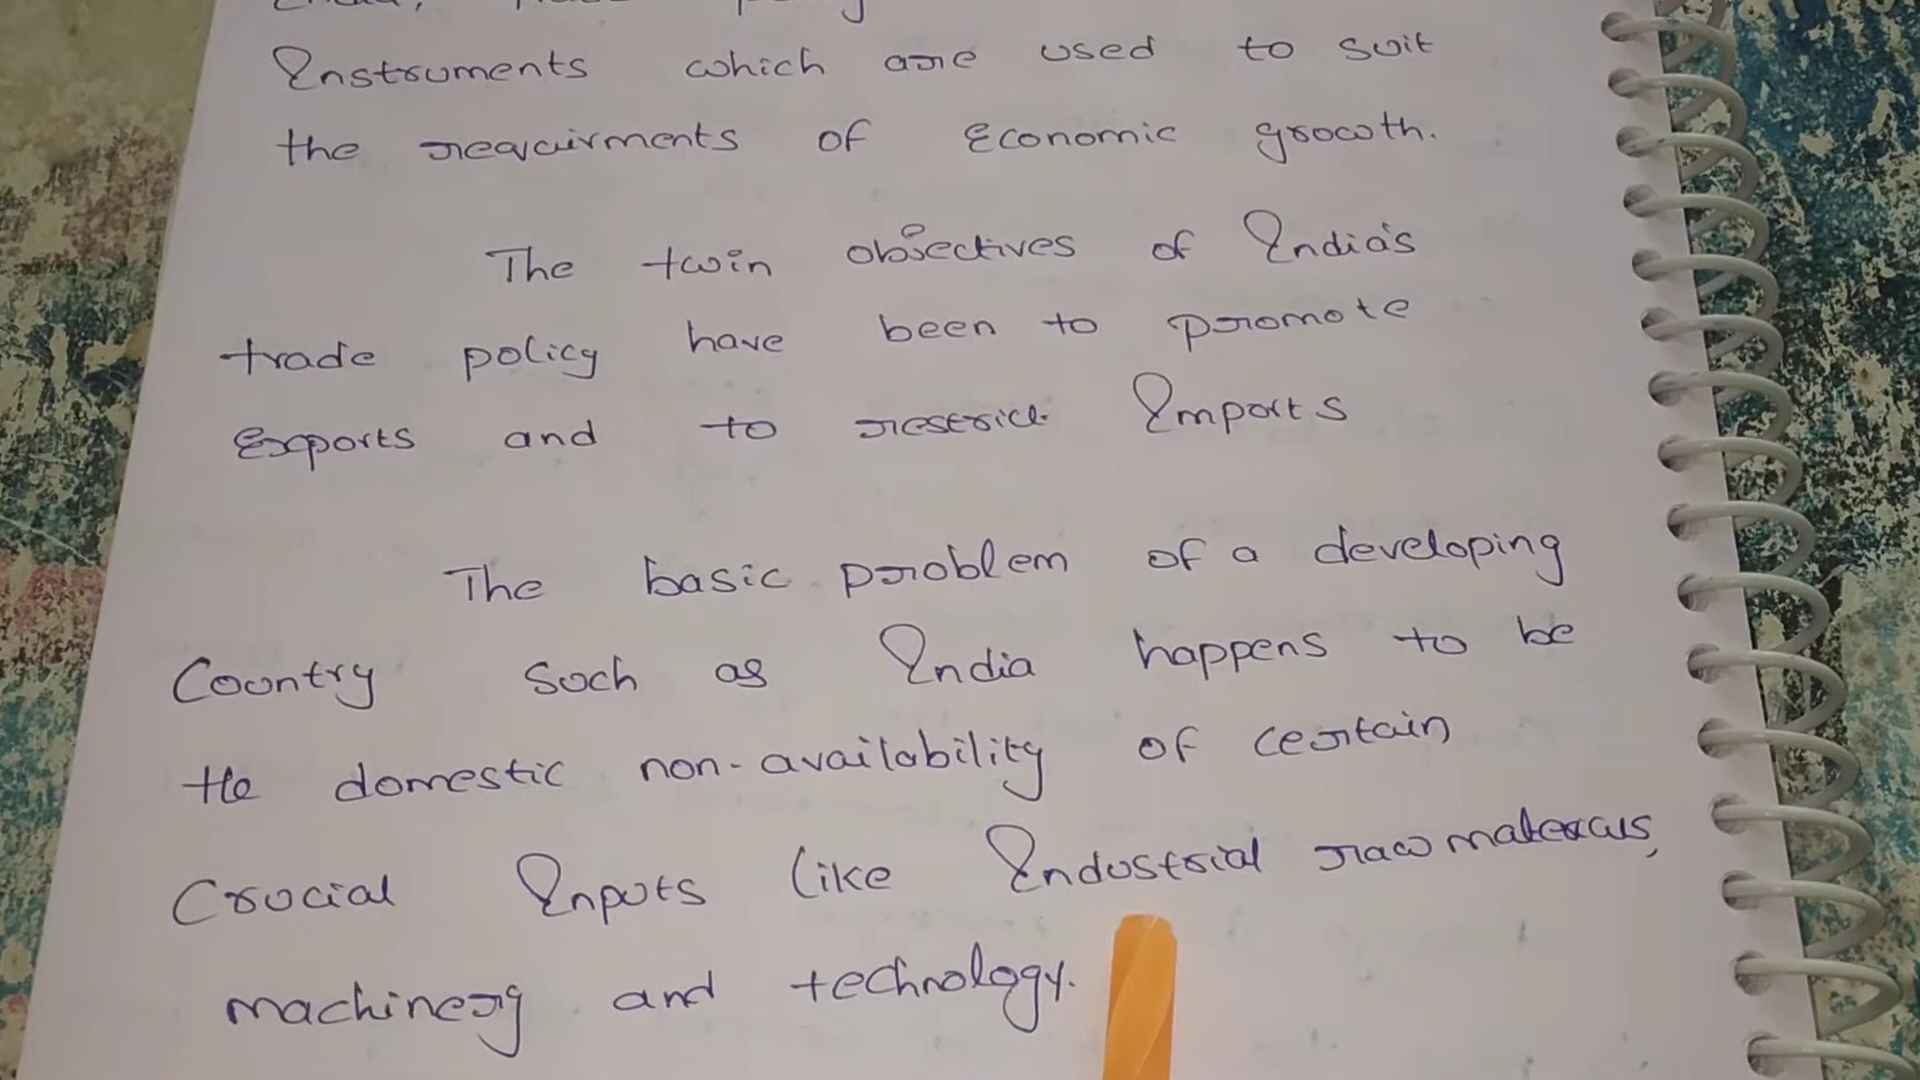 Instruments which are used to suit
the requirments of Economic growth.
The twin objectives of India's
trade policy have been to promote
Exports and to restrict Imports
The basic problem of a developing
Country Such as India happens to be
the domestic non-availability of certain
Crucial Inputs like Industrial raw materials,
machinery and technology.